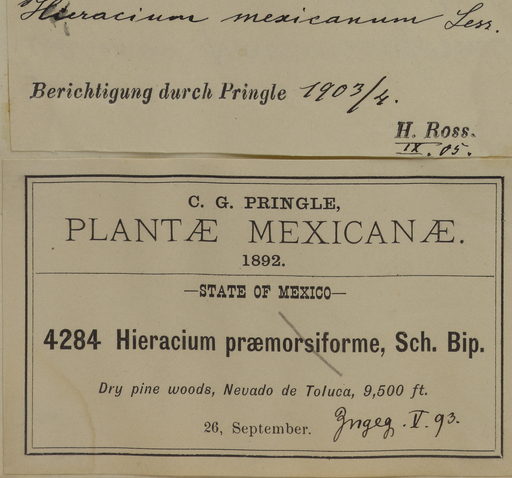 Hieracium mexicanum Less.
Berichtigung durch Pringle 1903/4.
H. Ross.
IX. 05.
C. G. PRINGLE,
PLANTÆ MEXICANÆ.
1892.
—STATE OF MEXICO—
4284 Hieracium præmorsiforme, Sch. Bip.
Dry pine woods, Nevado de Toluca, 9,500 ft.
26, September. Zngeg. V. 93.